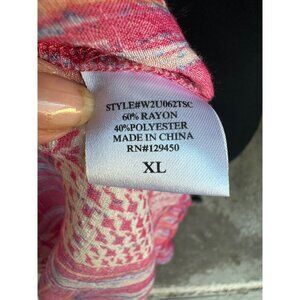 STYLE#W2U062TSC
60% RAYON
40%POLYESTER
MADE IN CHINA
RN#129450
XL